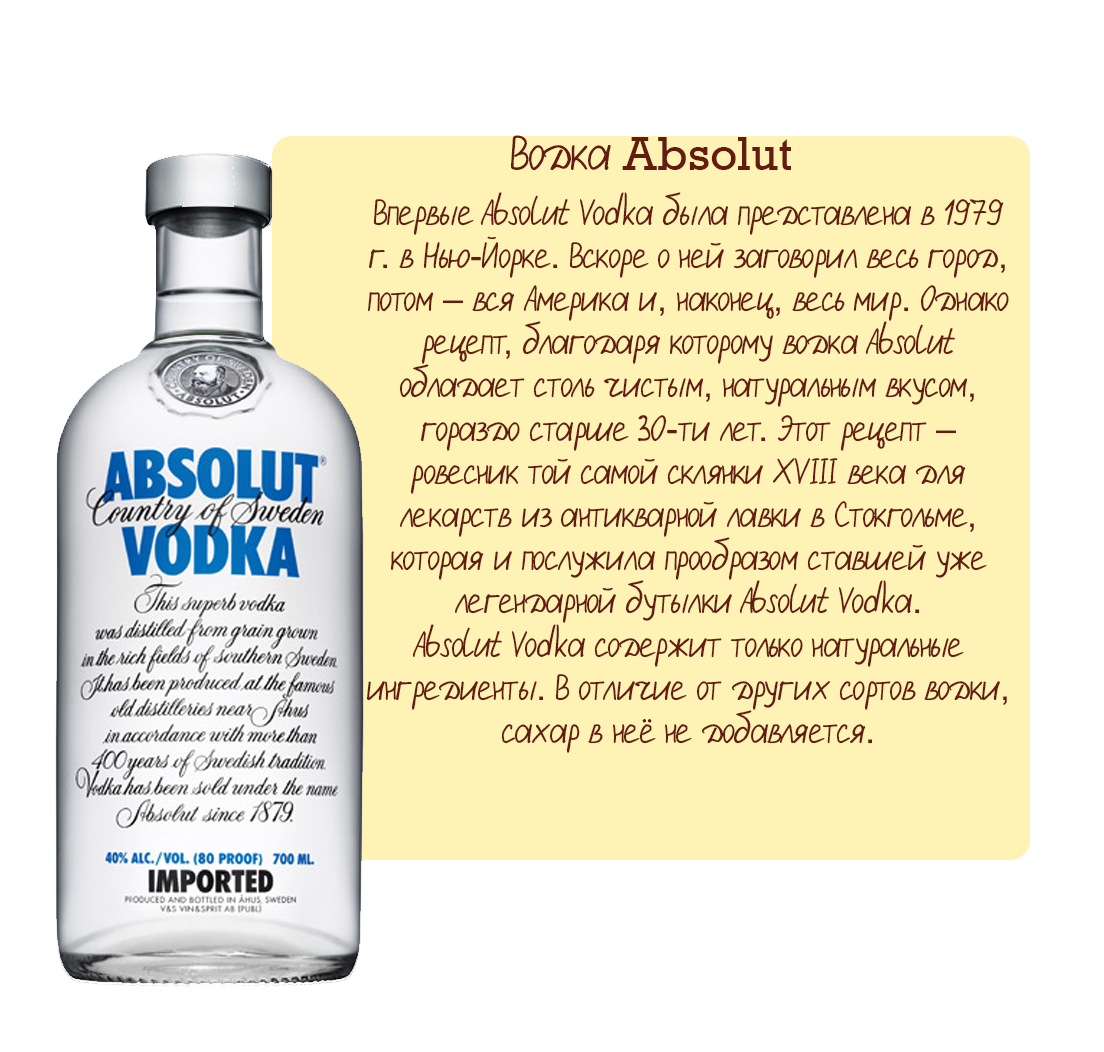 Водка Absolut
Впервые Absolut Vodka была представлена в 1979
г. в Нью-Йорке. Вскоре о ней заговорил весь город,
потом – вся Америка и, наконец, весь мир. Однако
рецепт, благодаря которому водка Absolut
обладает столь чистым, натуральным вкусом,
гораздо старше 30-ти лет. Этот рецепт –
ровесник той самой склянки XVIII века для
лекарств из антикварной лавки в Стокгольме,
которая и послужила прообразом ставшей уже
легендарной бутылки Absolut Vodka.
Absolut Vodka содержит только натуральные
ингредиенты. В отличие от других сортов водки,
сахар в неё не добавляется.
COUNTRY OF SWEDEN
ABSOLUT
ABSOLUT®
Country of Sweden
VODKA
This superb vodka
was distilled from grain grown
in the rich fields of southern Sweden.
It has been produced at the famous
old distilleries near Åhus
in accordance with more than
400 years of Swedish tradition.
Vodka has been sold under the name
Absolut since 1879.
40% ALC./VOL. (80 PROOF) 700 ML.
IMPORTED
PRODUCED AND BOTTLED IN ÅHUS, SWEDEN
V&S VIN&SPRIT AB (PUBL)